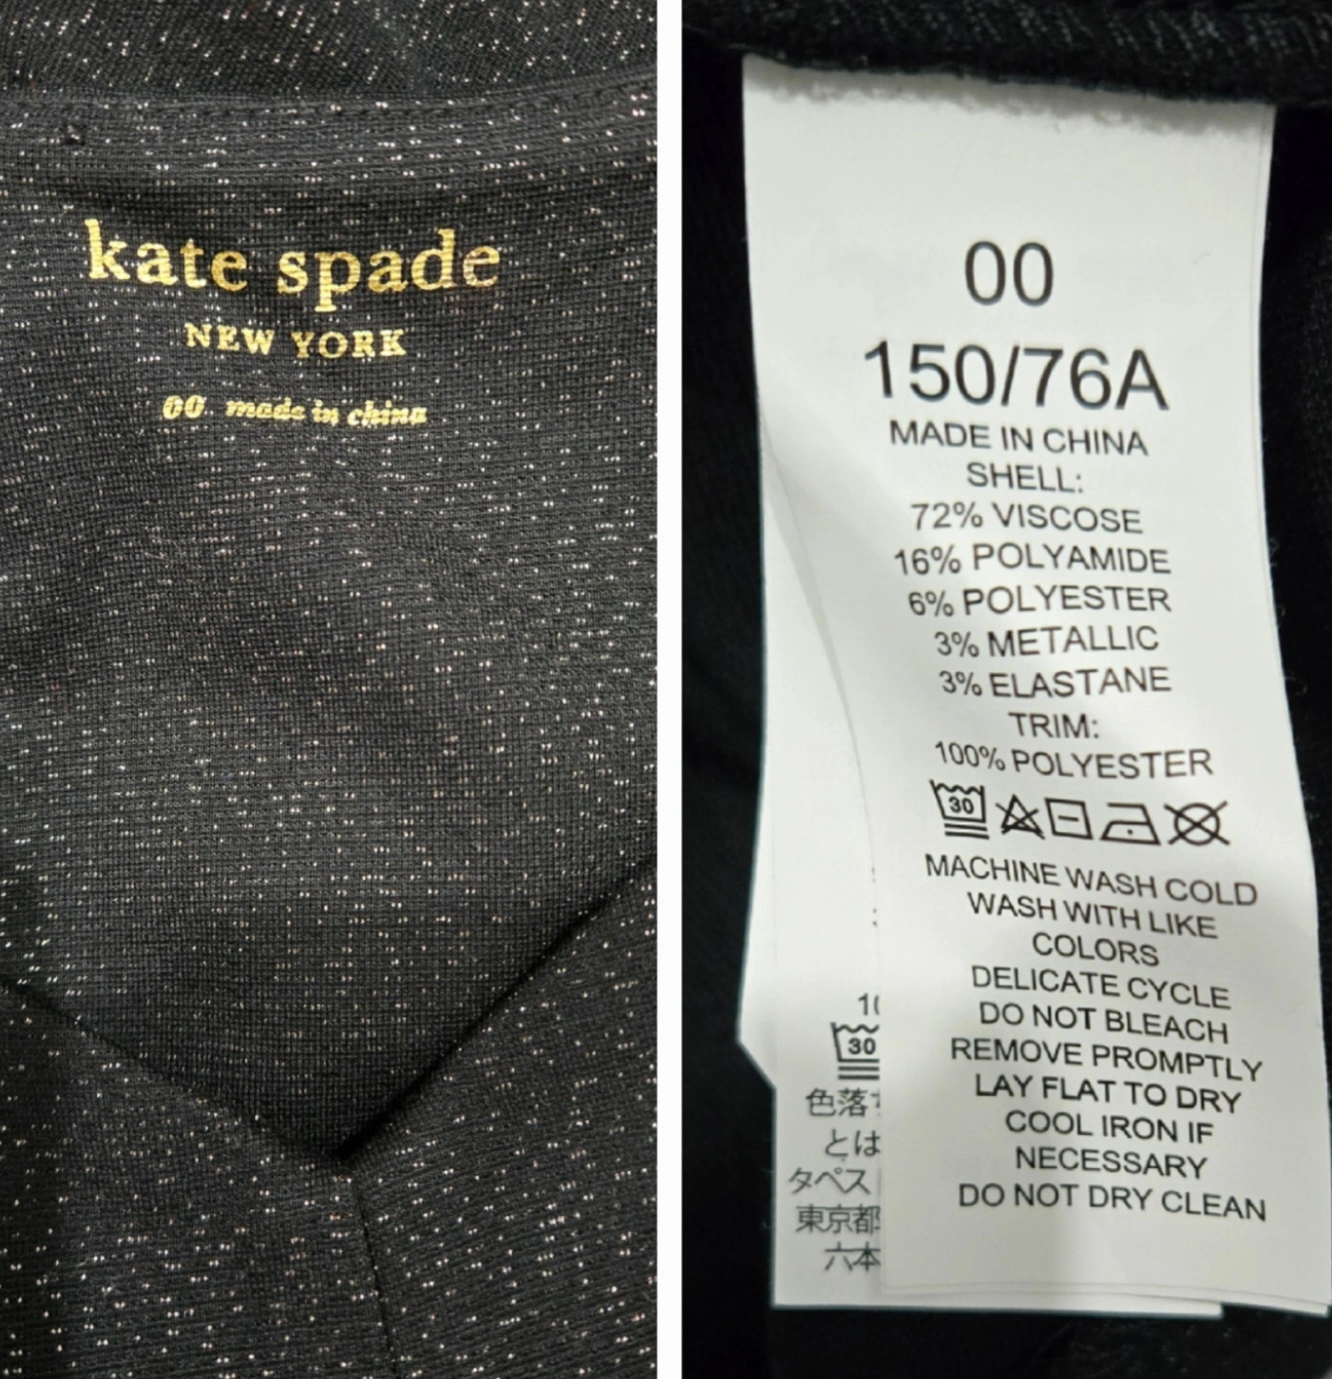 kate spade
NEW YORK
00 made in china
00
150/76A
MADE IN CHINA
SHELL:
72% VISCOSE
16% POLYAMIDE
6% POLYESTER
3% METALLIC
3% ELASTANE
TRIM:
100% POLYESTER
30
MACHINE WASH COLD
WASH WITH LIKE
COLORS
DELICATE CYCLE
DO NOT BLEACH
REMOVE PROMPTLY
LAY FLAT TO DRY
COOL IRON IF
NECESSARY
DO NOT DRY CLEAN
10
30
色落
とは
タペス
東京都
六本